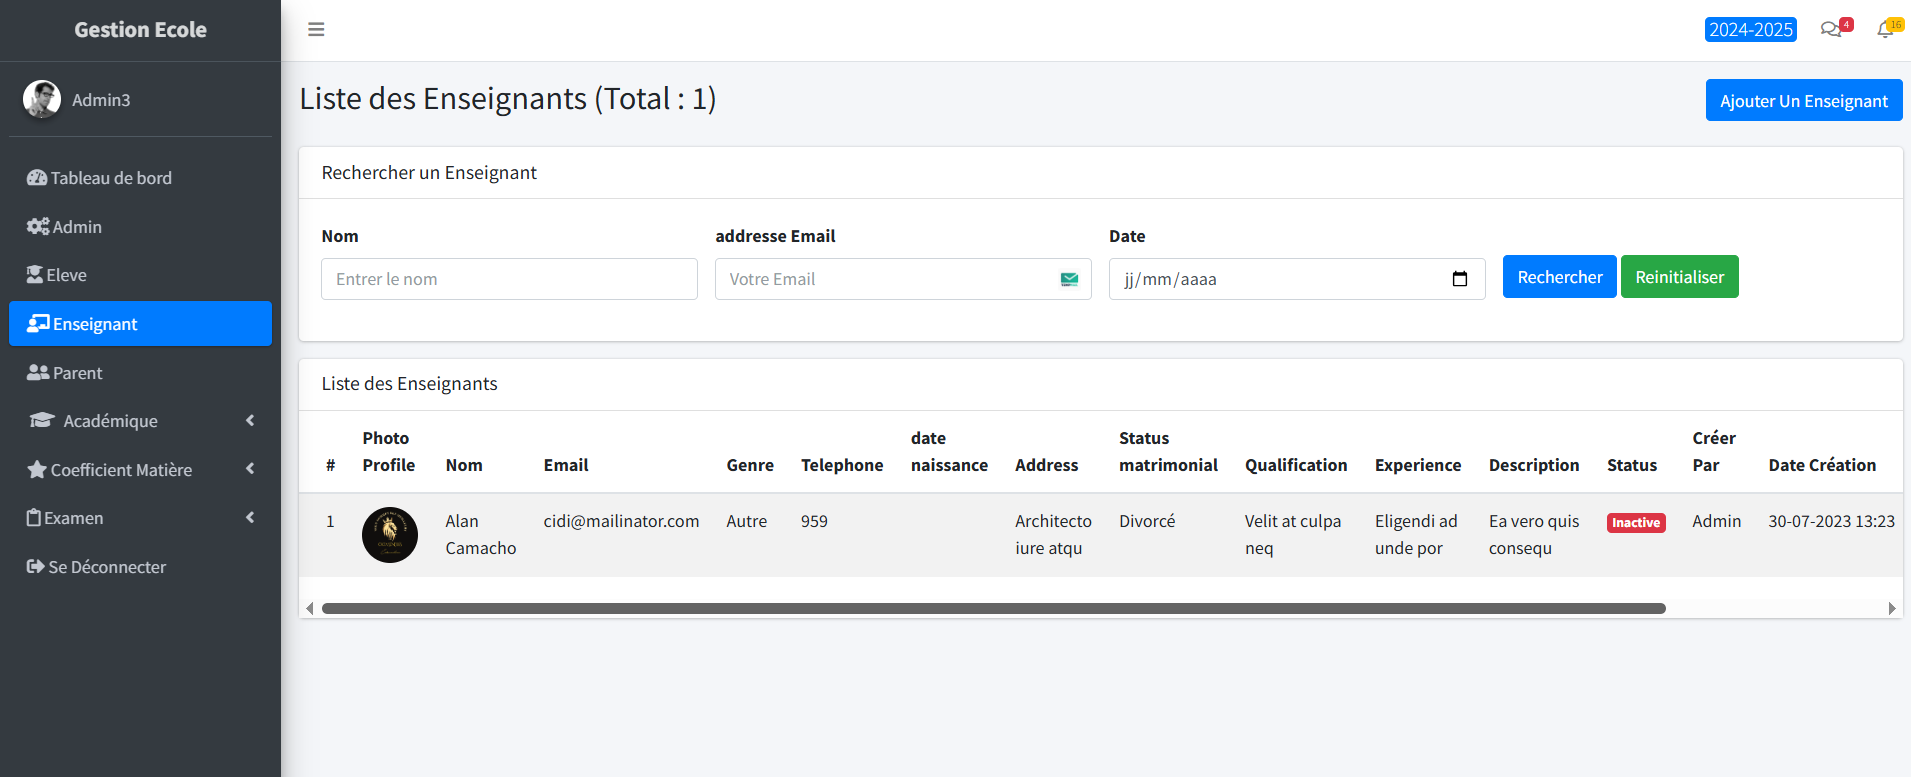 Gestion Ecole
2024-2025
4
16
Admin3
Tableau de bord
Admin
Eleve
Enseignant
Parent
Académique
Coefficient Matière
Examen
Se Déconnecter
Liste des Enseignants (Total : 1)
Ajouter Un Enseignant
Rechercher un Enseignant
Nom
addresse Email
Date
Entrer le nom
Votre Email
jj/mm/aaaa
Rechercher
Reinitialiser
Liste des Enseignants
# Photo Profile Nom Email Genre Telephone date naissance Address Status matrimonial Qualification Experience Description Status Créer Par Date Création
1 Alan Camacho cidi@mailinator.com Autre 959 Architecto iure atqu Divorcé Velit at culpa neq Eligendi ad unde por Ea vero quis consequ Inactive Admin 30-07-2023 13:23